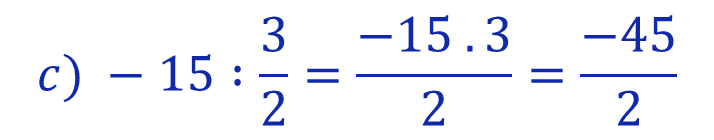 c) − 15 : 3/2 = −15 . 3/2 = −45/2